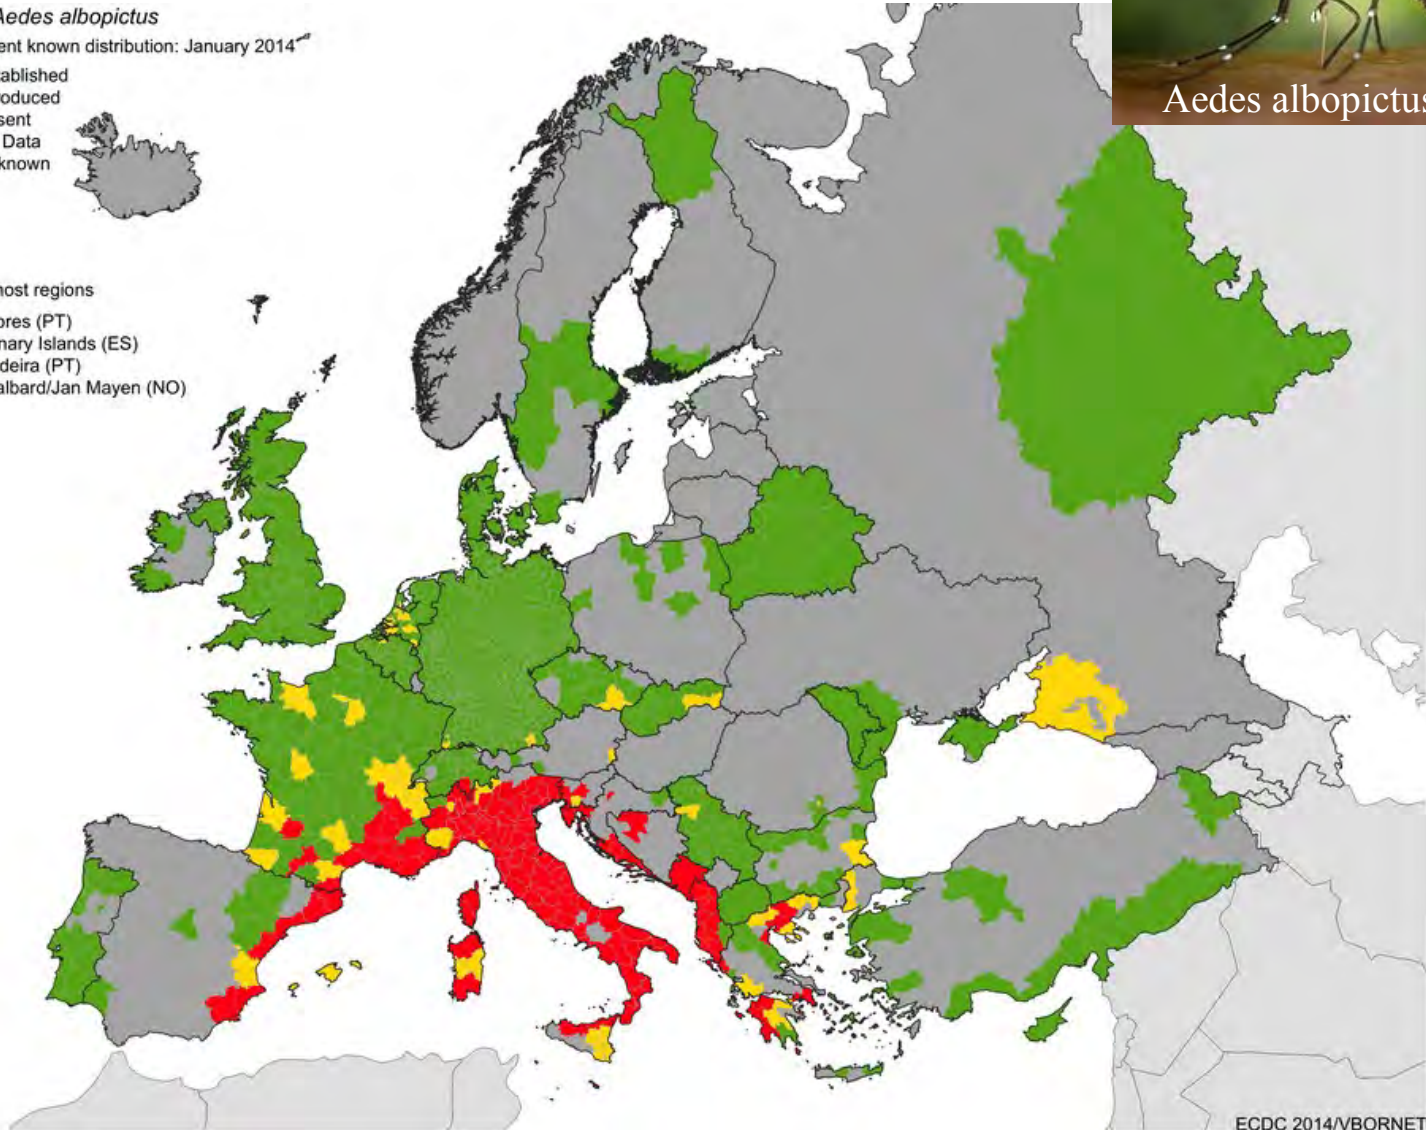 Aedes albopictus
ent known distribution: January 2014
tablished
roduced
sent
Data
known
nost regions
ores (PT)
nary Islands (ES)
deira (PT)
albard/Jan Mayen (NO)
Aedes albopictus
ECDC 2014/VBORNET